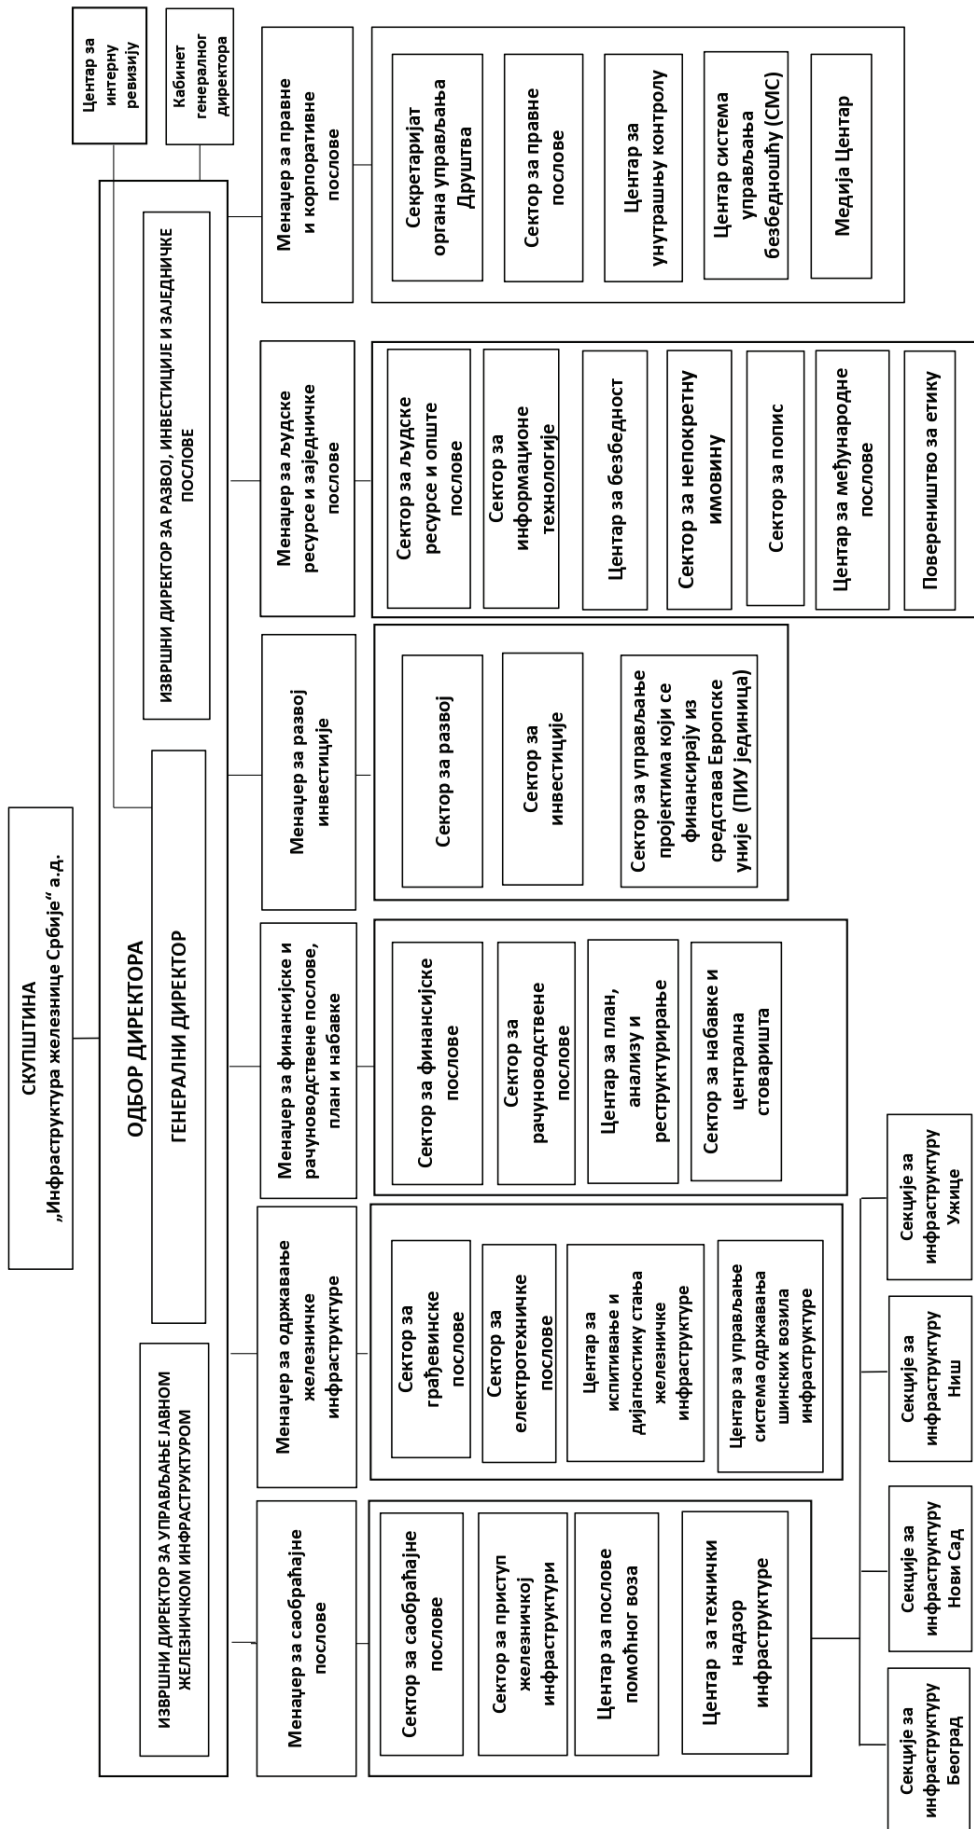 СКУПШТИНА
„Инфраструктура железнице Србије“ а.д.
Центар за
интерну
ревизију
Кабинет
генералног
директора
ОДБОР ДИРЕКТОРА
ИЗВРШНИ ДИРЕКТОР ЗА УПРАВЉАЊЕ ЈАВНОМ
ЖЕЛЕЗНИЧКОМ ИНФРАСТРУКТУРОМ
ГЕНЕРАЛНИ ДИРЕКТОР
ИЗВРШНИ ДИРЕКТОР ЗА РАЗВОЈ, ИНВЕСТИЦИЈЕ И ЗАЈЕДНИЧКЕ
ПОСЛОВЕ
Менаџер за саобраћајне
послове
Менаџер за одржавање
железничке
инфраструктуре
Менаџер за финансијске и
рачуноводствене послове,
план и набавке
Менаџер за развој
инвестиције
Менаџер за људске
ресурсе и заједничке
послове
Менаџер за правне
и корпоративне
послове
Сектор за саобраћајне
послове
Сектор за приступ
железничкој
инфраструктури
Центар за послове
помоћног воза
Центар за технички
надзор
инфраструктуре
Сектор за
грађевинске
послове
Сектор за
електротехничке
послове
Центар за
испитивање и
дијагностику стања
железничке
инфраструктуре
Центар за управљање
система одржавања
шинских возила
инфраструктуре
Сектор за финансијске
послове
Сектор за
рачуноводствене
послове
Центар за план,
анализу и
реструктурирање
Сектор за набавке и
централна
стоваришта
Сектор за развој
Сектор за
инвестиције
Сектор за управљање
пројектима који се
финансирају из
средстава Европске
уније (ПИУ јединица)
Сектор за људске
ресурсе и опште
послове
Сектор за
информационе
технологије
Центар за безбедност
Сектор за непокретну
имовину
Сектор за попис
Центар за међународне
послове
Повереништво за етику
Секретаријат
органа управљања
Друштва
Сектор за правне
послове
Центар за
унутрашњу контролу
Центар система
управљања
безбедношћу (СМС)
Медија Центар
Секције за
инфраструктуру
Београд
Секције за
инфраструктуру
Нови Сад
Секције за
инфраструктуру
Ниш
Секције за
инфраструктуру
Ужице